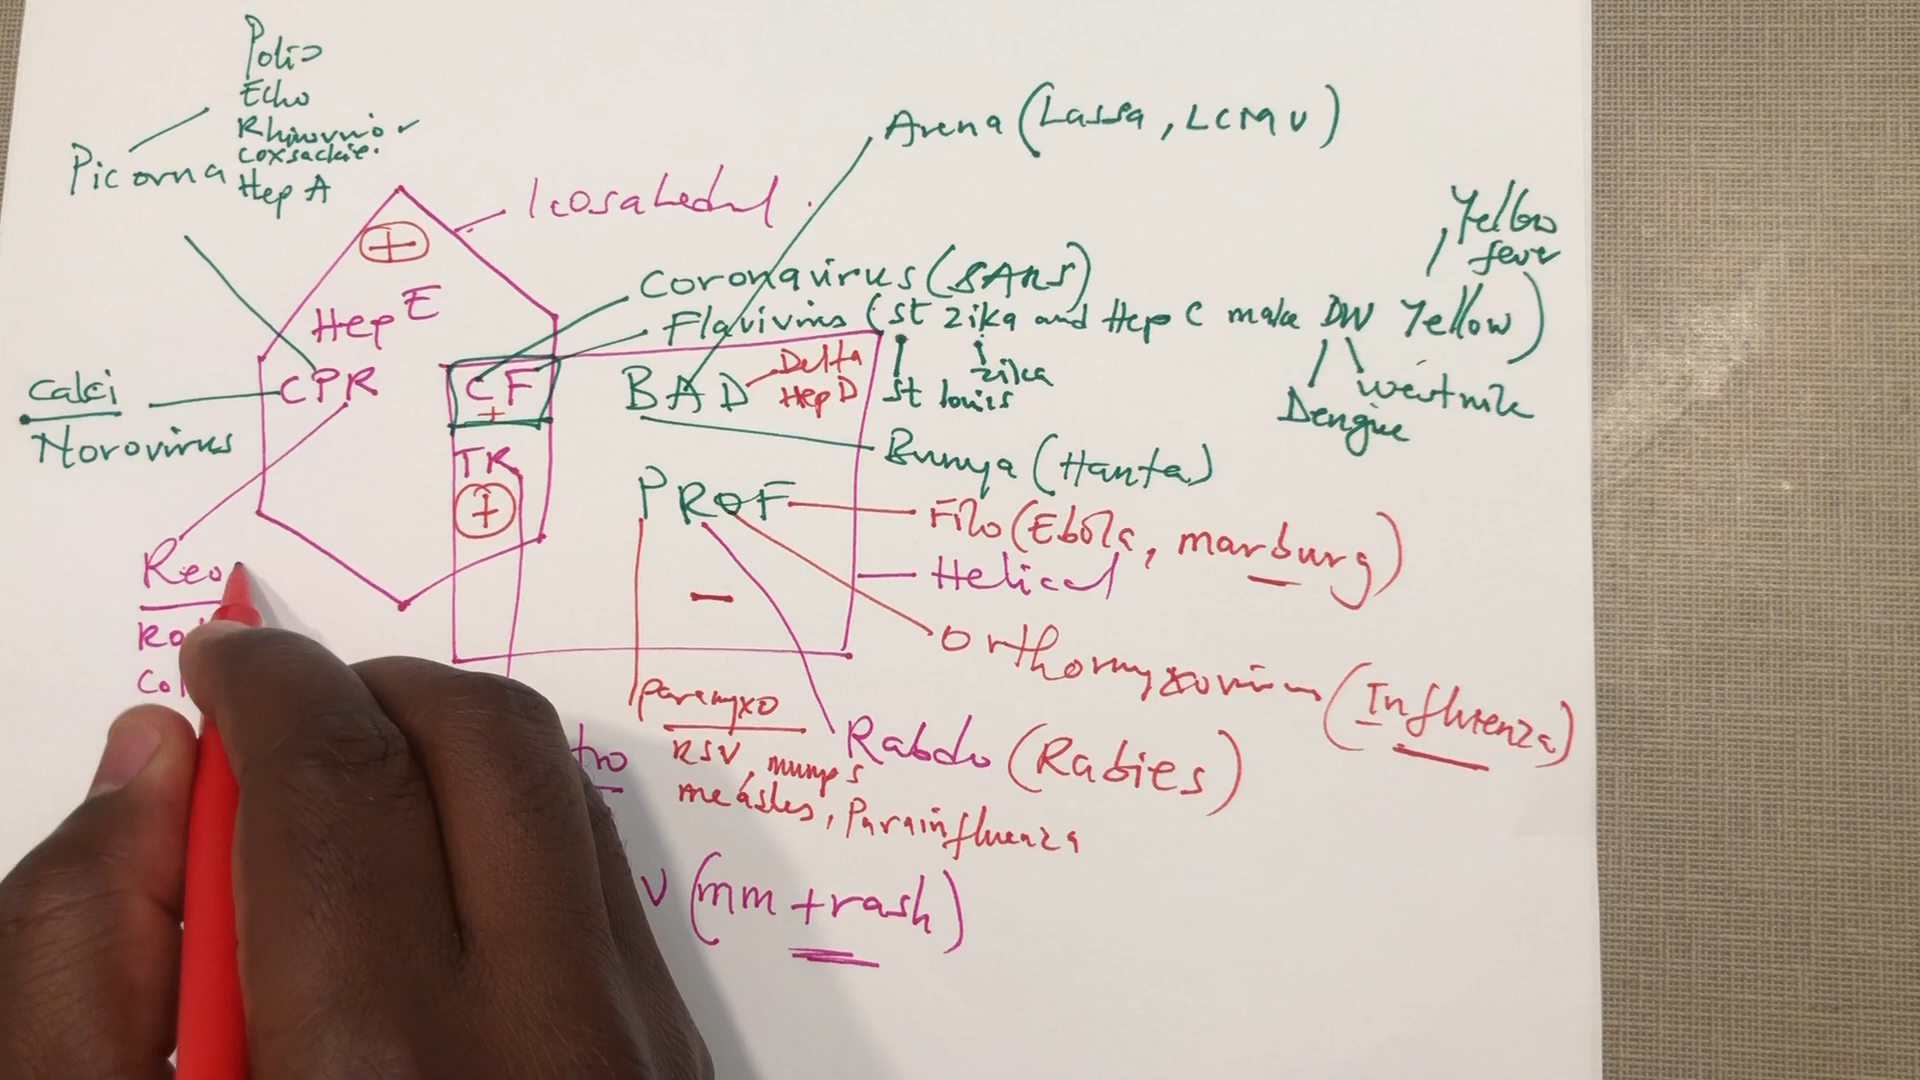 Polio
Echo
Rhinovirus
Coxsackie.
Picorna
Hep A
Arena (Lassa, LCMV)
Icosahedral
+
Yellow
fever
Coronavirus (SARS)
Flavivirus (St Zika and Hep C make DW Yellow)
Hep E
Calci
CPR
CF
+
BAD
Delta
Hep D
St louis
Zika
Dengue
westnile
Norovirus
TK
+
Bunya (Hanta)
PROF
Filo (Ebola, marburg)
Helical
Reo
−
Orthomyxovirus (Influenza)
paramyxo
Rabdo (Rabies)
RSV, mumps
measles, Parainfluenza
V (mm +rash)